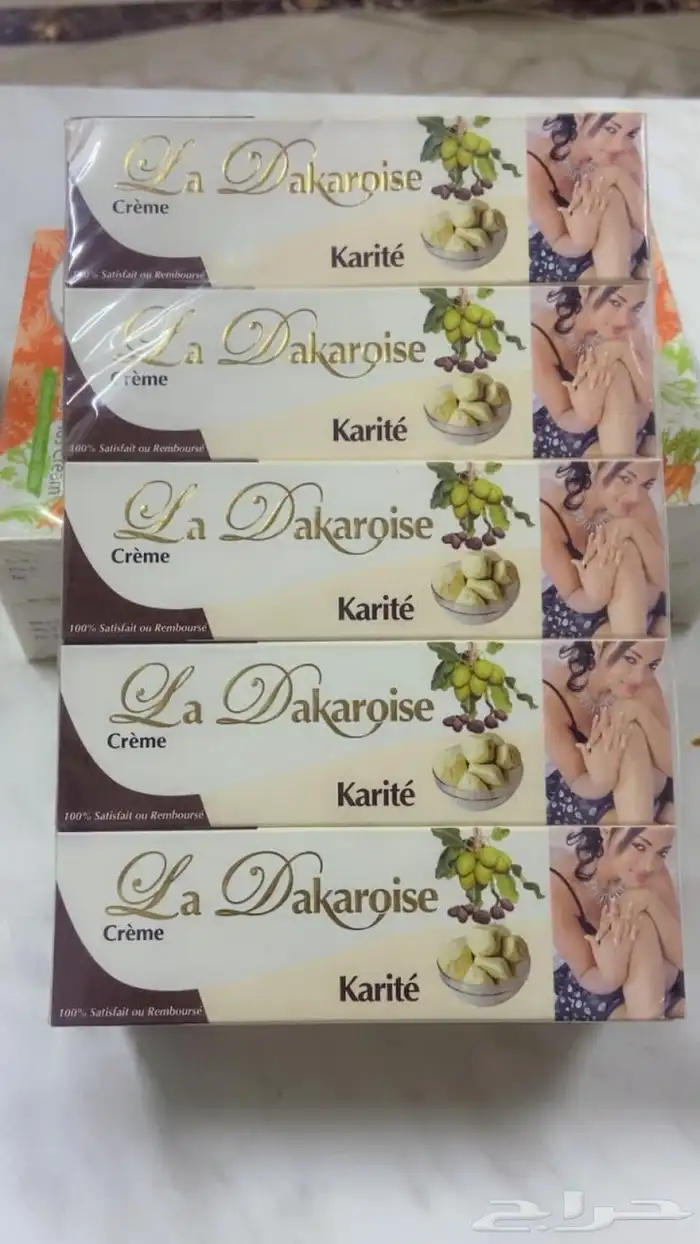 La Dakaroise
Crème
Karité
100% Satisfait ou Remboursé
La Dakaroise
Crème
Karité
100% Satisfait ou Remboursé
La Dakaroise
Crème
Karité
100% Satisfait ou Remboursé
La Dakaroise
Crème
Karité
100% Satisfait ou Remboursé
La Dakaroise
Crème
Karité
100% Satisfait ou Remboursé
Cream
حراج